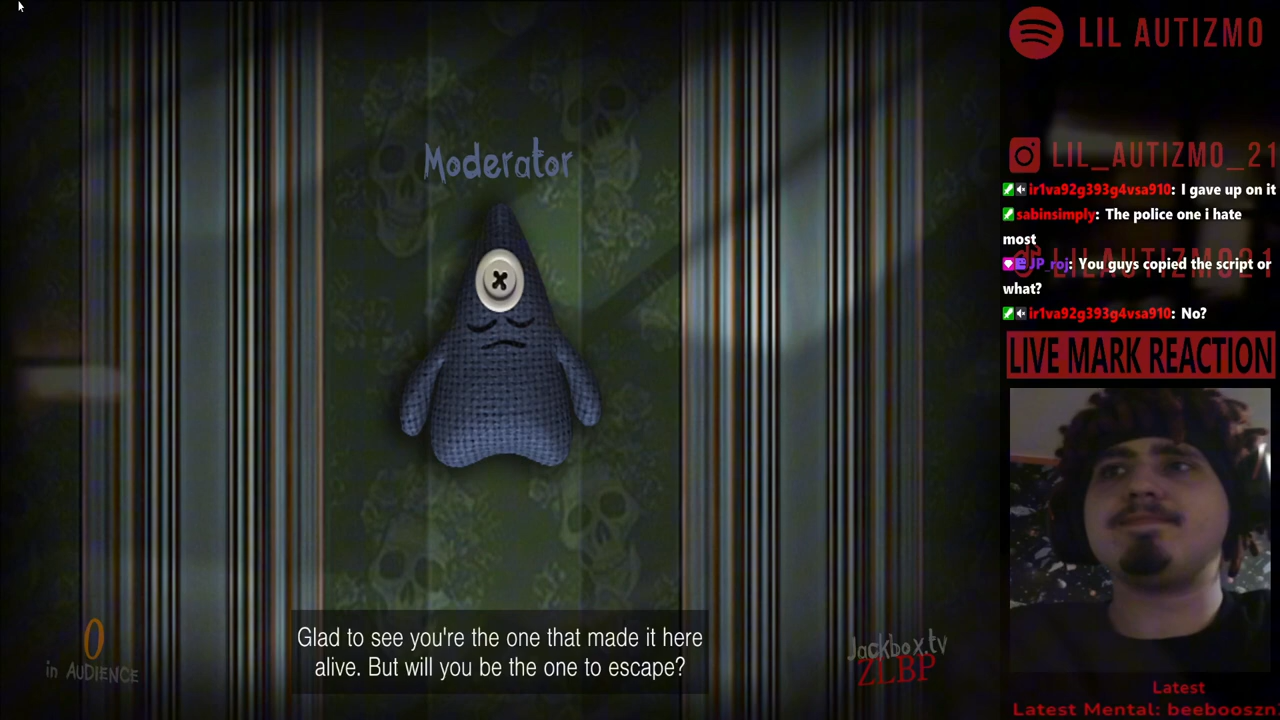 Moderator
Glad to see you're the one that made it here
alive. But will you be the one to escape?
0
in AUDIENCE
Jackbox.tv
ZLBP
LIL AUTIZMO
LIL_AUTIZMO_21
ir1va92g393g4vsa910: I gave up on it
sabinsimply: The police one i hate
most
LILAUTIZMO21
JP_roj: You guys copied the script or
what?
ir1va92g393g4vsa910: No?
LIVE MARK REACTION
Latest
Latest Mental: beebooszn